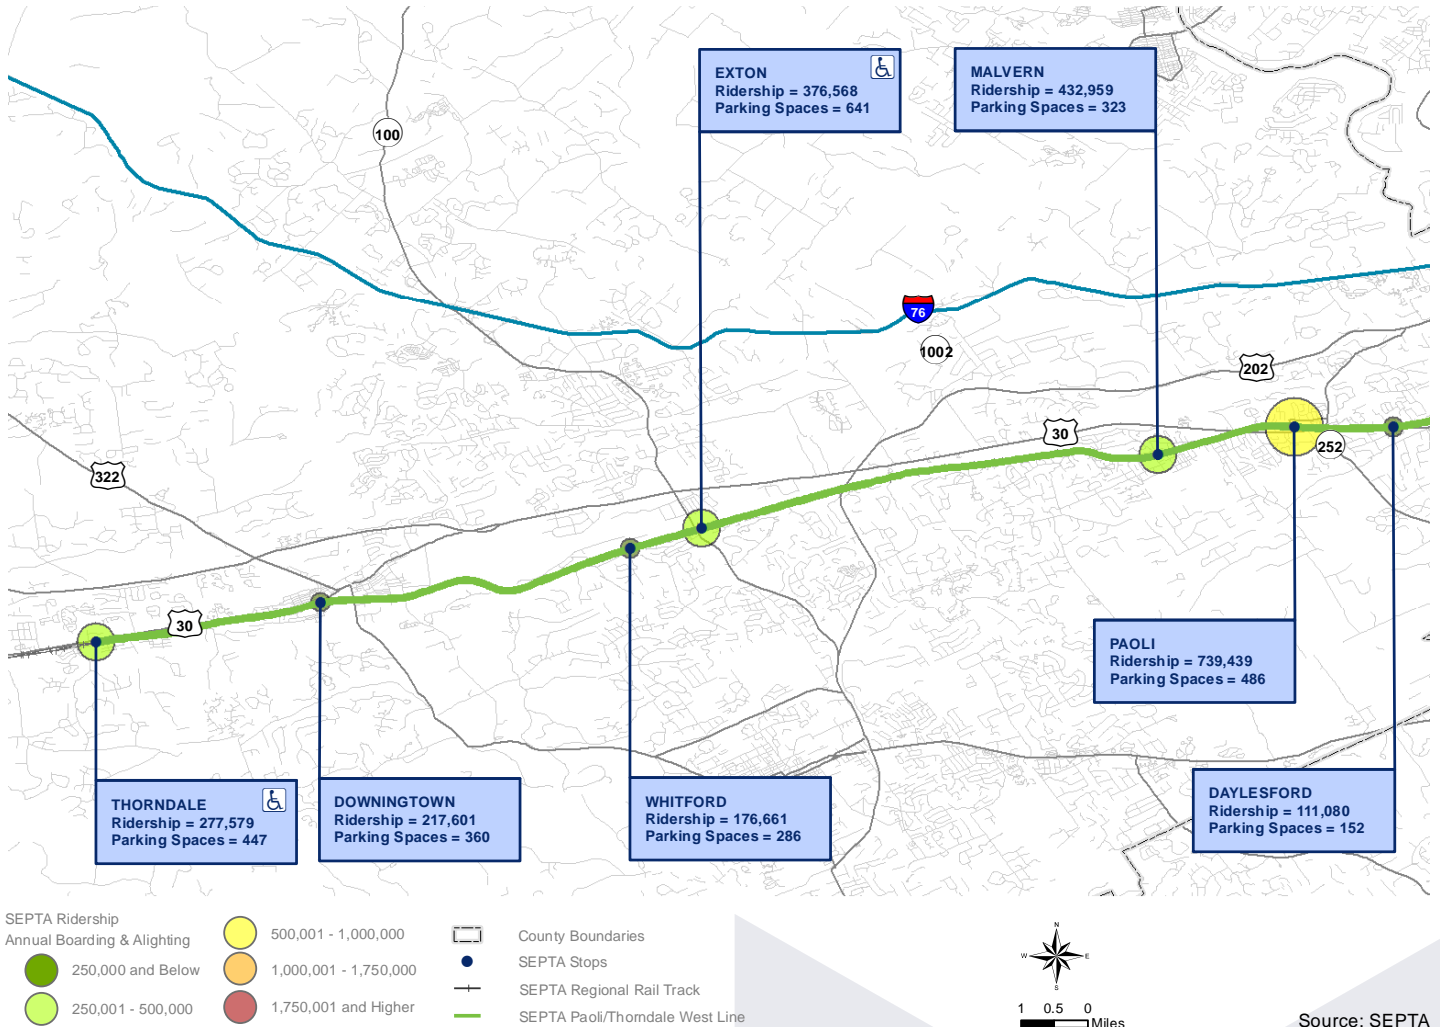 EXTON
Ridership = 376,568
Parking Spaces = 641
MALVERN
Ridership = 432,959
Parking Spaces = 323
100
76
1002
202
30
252
322
30
PAOLI
Ridership = 739,439
Parking Spaces = 486
THORNDALE
Ridership = 277,579
Parking Spaces = 447
DOWNINGTOWN
Ridership = 217,601
Parking Spaces = 360
WHITFORD
Ridership = 176,661
Parking Spaces = 286
DAYLESFORD
Ridership = 111,080
Parking Spaces = 152
SEPTA Ridership
Annual Boarding & Alighting
250,000 and Below
250,001 - 500,000
500,001 - 1,000,000
1,000,001 - 1,750,000
1,750,001 and Higher
County Boundaries
SEPTA Stops
SEPTA Regional Rail Track
SEPTA Paoli/Thorndale West Line
N
W E
S
1 0.5 0
Miles
Source: SEPTA